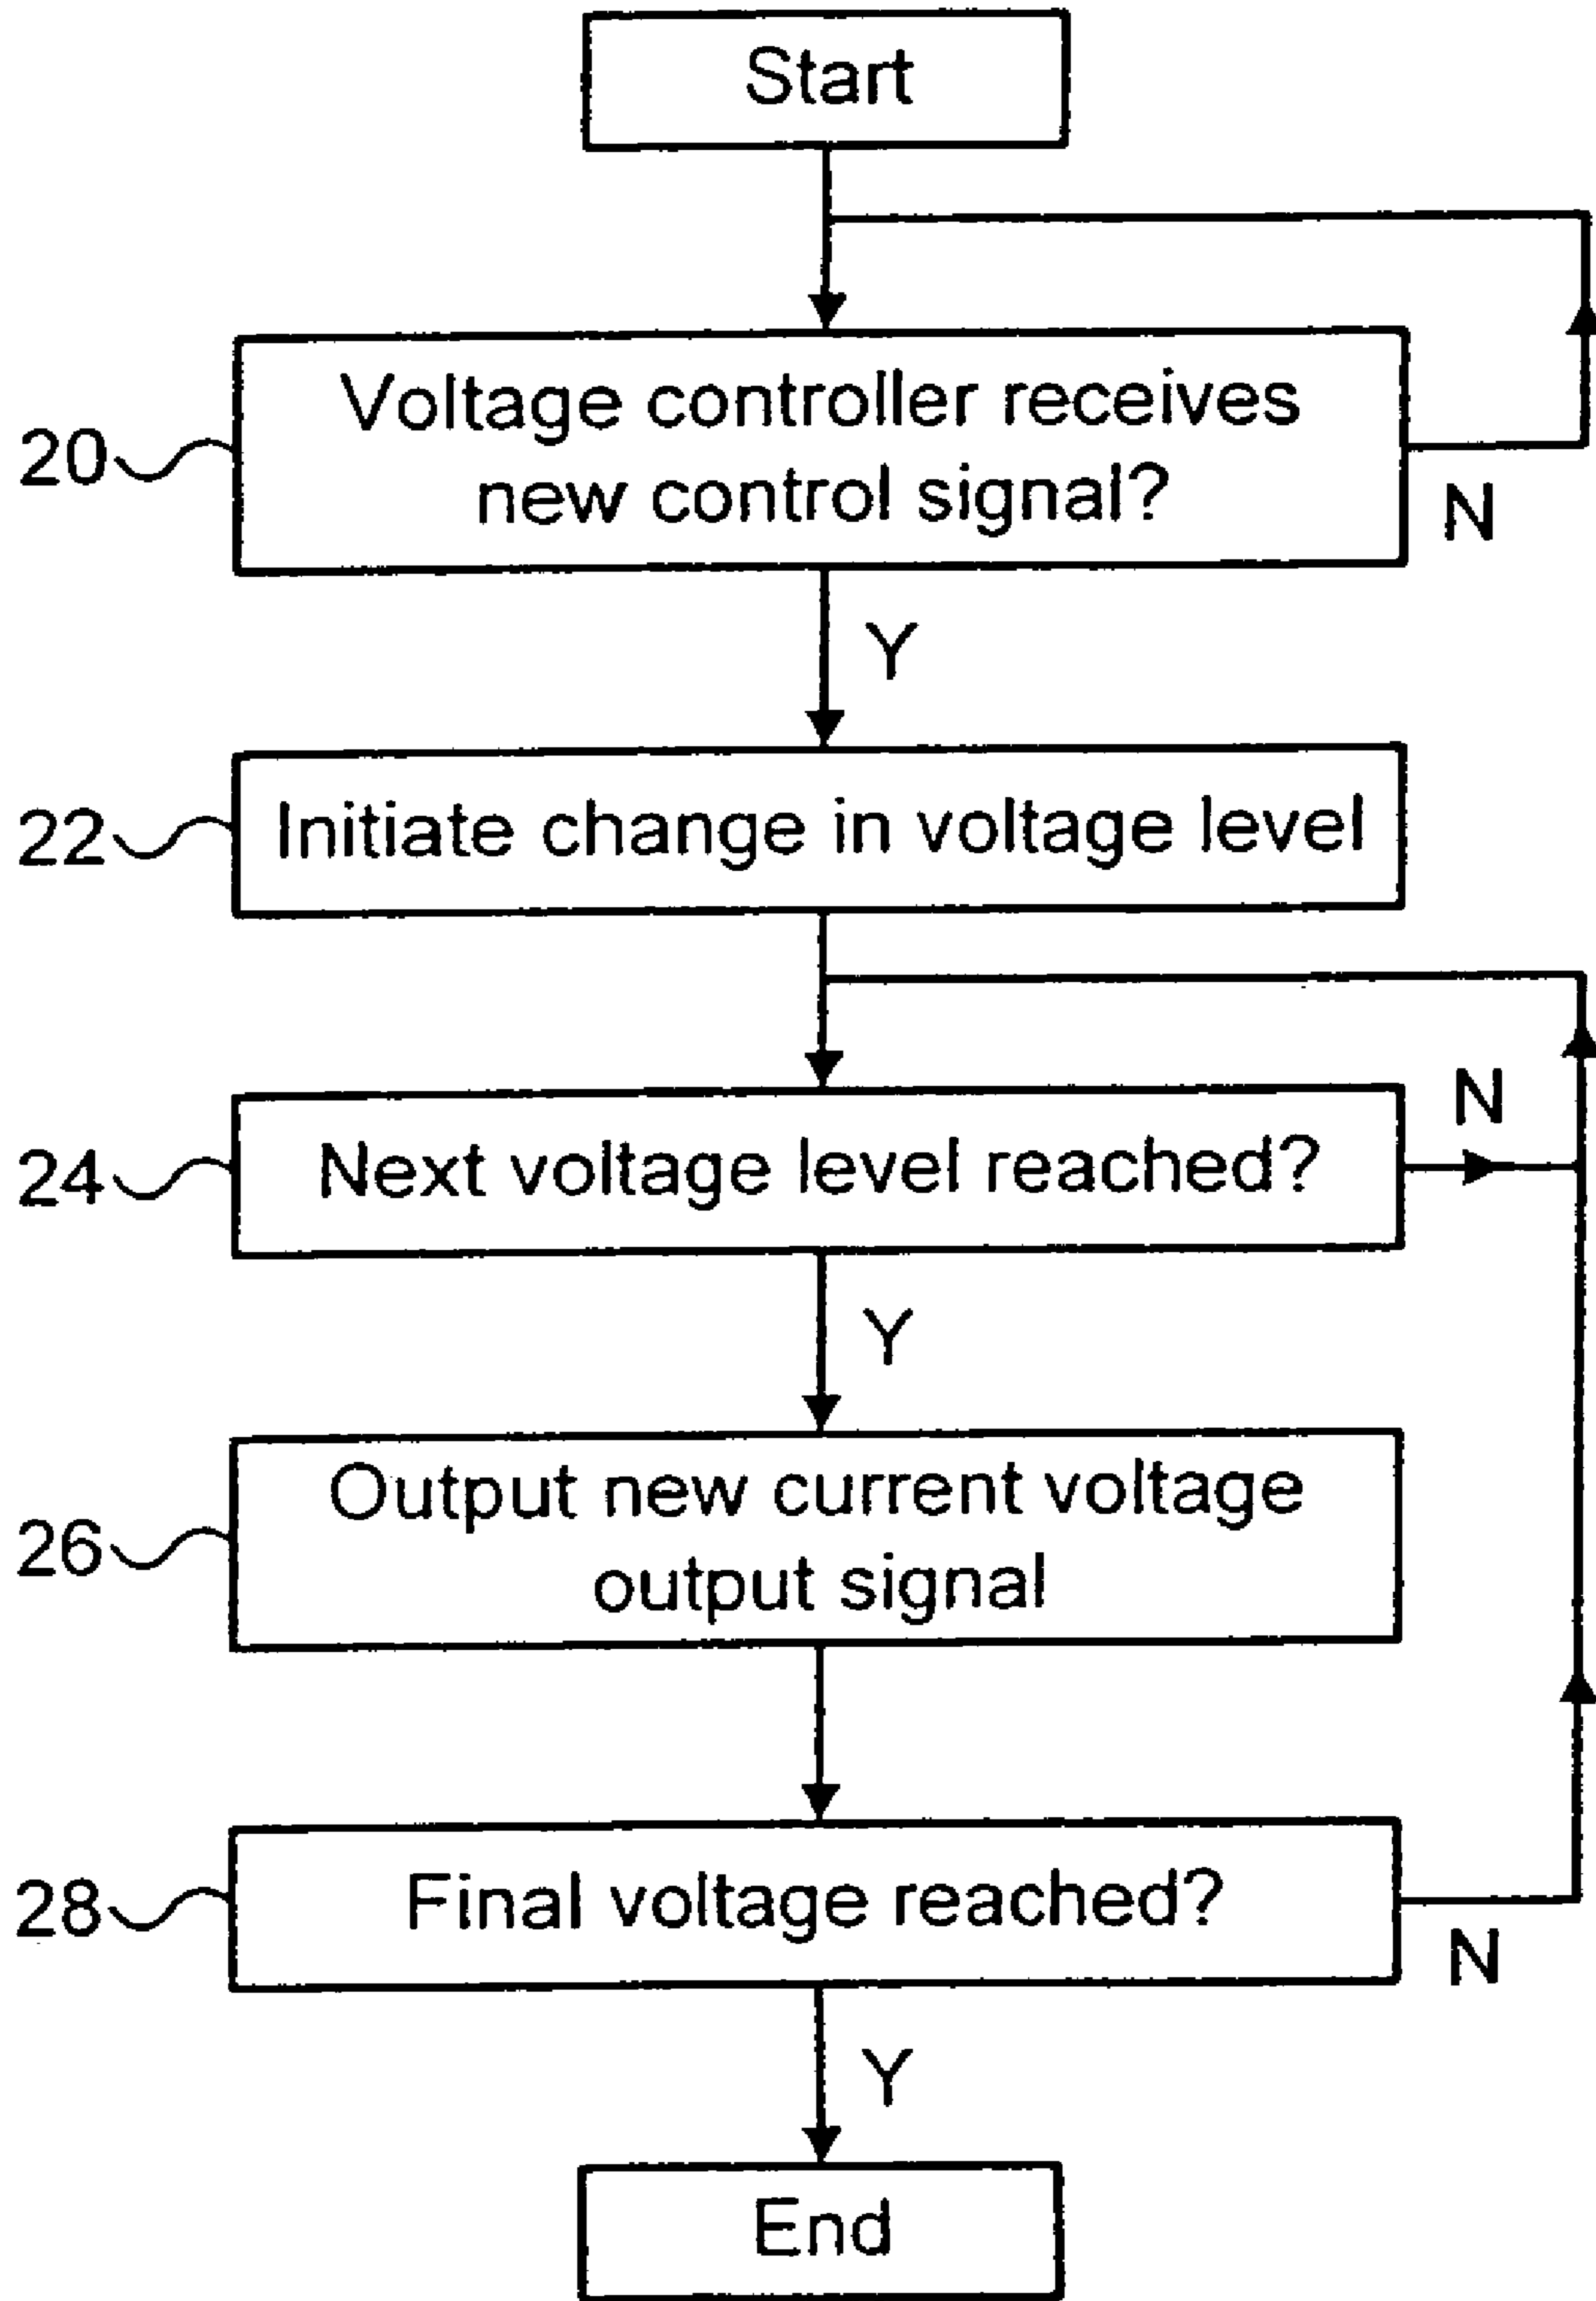 Start
20
Voltage controller receives
new control signal?
N
Y
22
Initiate change in voltage level
N
24
Next voltage level reached?
Y
26
Output new current voltage
output signal
28
Final voltage reached?
N
Y
End